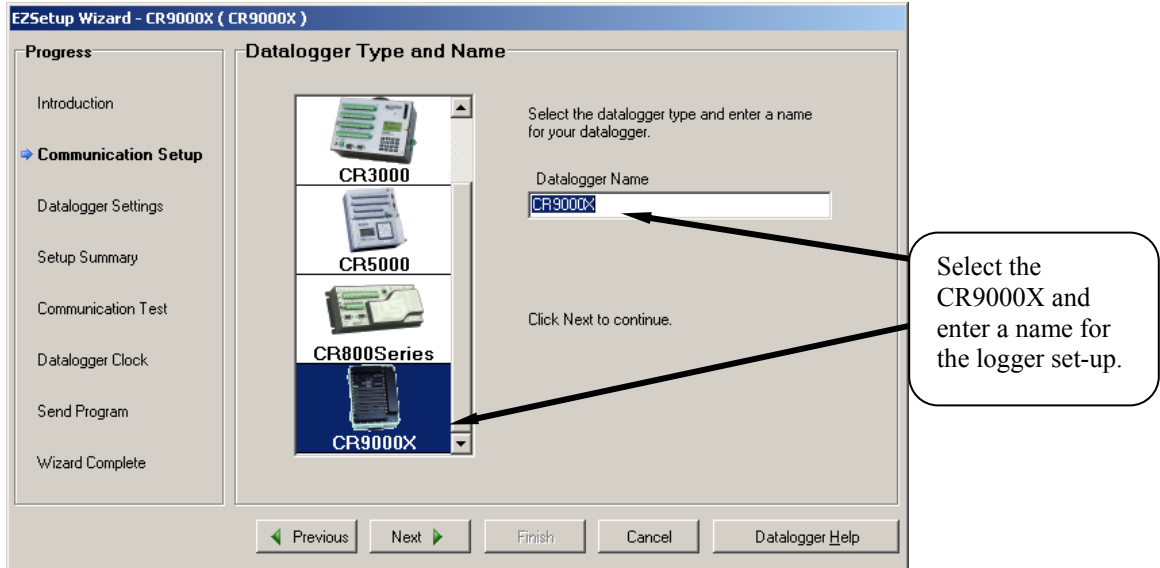 EZSetup Wizard - CR9000X ( CR9000X )
Progress
Introduction
Communication Setup
Datalogger Settings
Setup Summary
Communication Test
Datalogger Clock
Send Program
Wizard Complete
Datalogger Type and Name
CR3000
CR5000
CR800Series
CR9000X
Select the datalogger type and enter a name
for your datalogger.
Datalogger Name
CR9000X
Click Next to continue.
Previous
Next
Finish
Cancel
Datalogger Help
Select the
CR9000X and
enter a name for
the logger set-up.